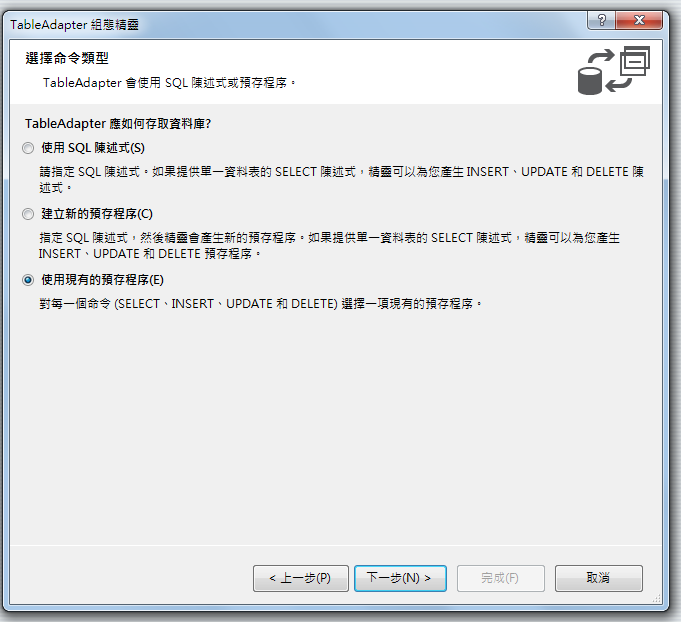 TableAdapter 組態精靈
選擇命令類型
TableAdapter 會使用 SQL 陳述式或預存程序。
TableAdapter 應如何存取資料庫?
使用 SQL 陳述式(S)
請指定 SQL 陳述式。如果提供單一資料表的 SELECT 陳述式，精靈可以為您產生 INSERT、UPDATE 和 DELETE 陳
述式。
建立新的預存程序(C)
指定 SQL 陳述式，然後精靈會產生新的預存程序。如果提供單一資料表的 SELECT 陳述式，精靈可以為您產生
INSERT、UPDATE 和 DELETE 預存程序。
使用現有的預存程序(E)
對每一個命令 (SELECT、INSERT、UPDATE 和 DELETE) 選擇一項現有的預存程序。
< 上一步(P) 下一步(N) > 完成(F) 取消